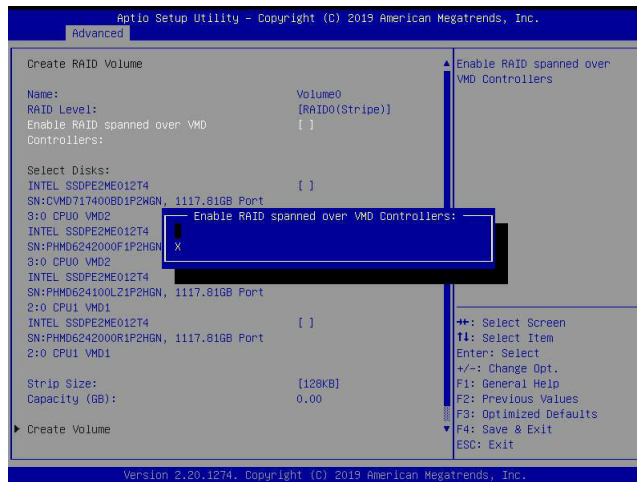 Aptio Setup Utility – Copyright (C) 2019 American Megatrends, Inc.
Advanced
Create RAID Volume
Name: Volume0
RAID Level: [RAID0(Stripe)]
Enable RAID spanned over VMD [ ]
Controllers:
Select Disks:
INTEL SSDPE2ME012T4 [ ]
SN:CVMD717400BD1P2WGN, 1117.81GB Port
3:0 CPU0 VMD2
INTEL SSDPE2ME012T4
SN:PHMD6242000F1P2HGN
3:0 CPU0 VMD2
INTEL SSDPE2ME012T4
SN:PHMD624100LZ1P2HGN, 1117.81GB Port
2:0 CPU1 VMD1
INTEL SSDPE2ME012T4 [ ]
SN:PHMD6242000R1P2HGN, 1117.81GB Port
2:0 CPU1 VMD1
Strip Size: [128KB]
Capacity (GB): 0.00
Create Volume
Enable RAID spanned over VMD Controllers:
X
Enable RAID spanned over
VMD Controllers
→←: Select Screen
↑↓: Select Item
Enter: Select
+/-: Change Opt.
F1: General Help
F2: Previous Values
F3: Optimized Defaults
F4: Save & Exit
ESC: Exit
Version 2.20.1274. Copyright (C) 2019 American Megatrends, Inc.